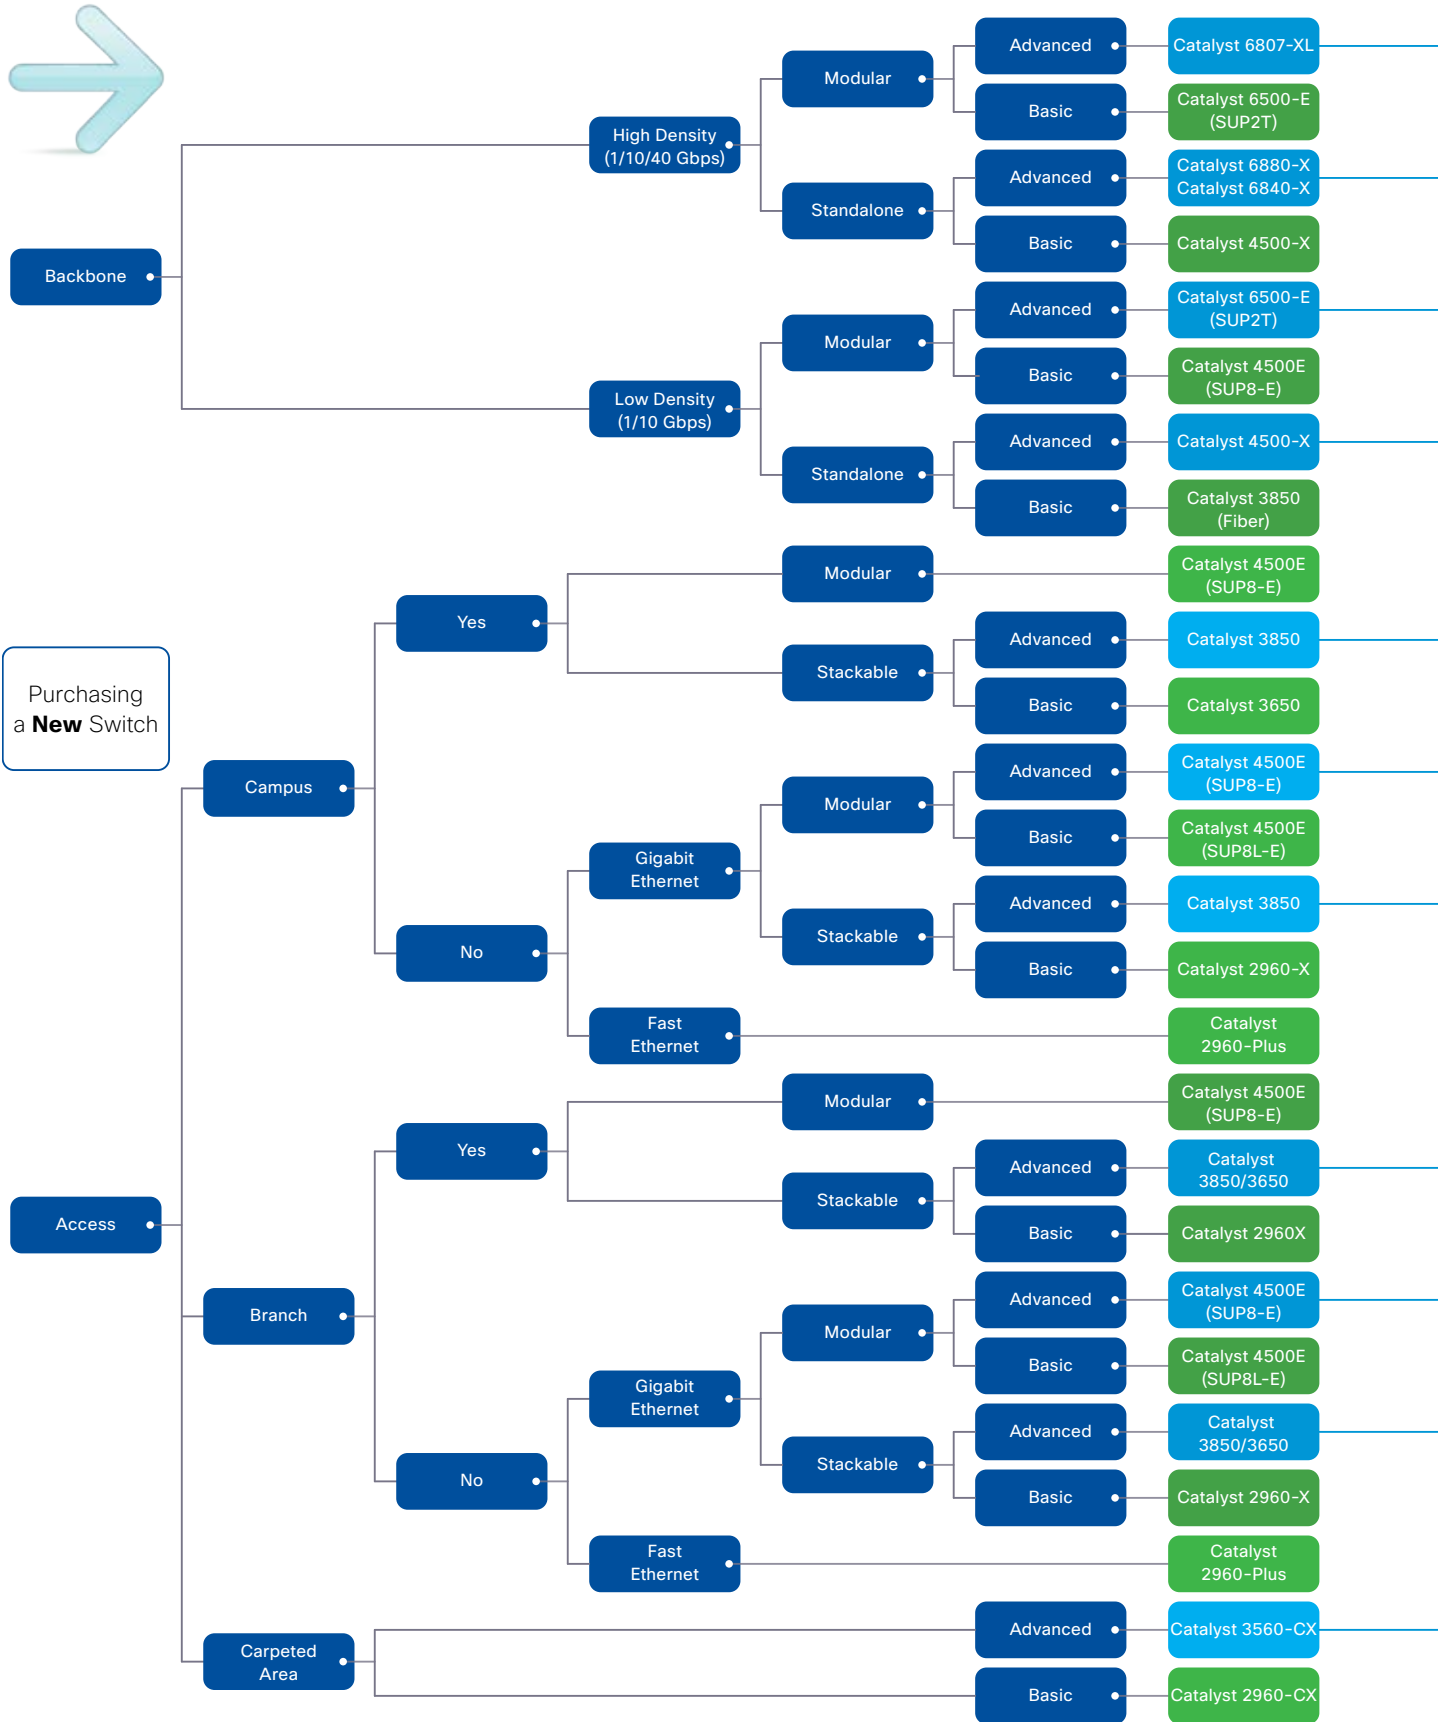 Advanced
Catalyst 6807-XL
Modular
Basic
Catalyst 6500-E
(SUP2T)
High Density
(1/10/40 Gbps)
Advanced
Catalyst 6880-X
Catalyst 6840-X
Standalone
Basic
Catalyst 4500-X
Backbone
Advanced
Catalyst 6500-E
(SUP2T)
Modular
Basic
Catalyst 4500E
(SUP8-E)
Low Density
(1/10 Gbps)
Advanced
Catalyst 4500-X
Standalone
Basic
Catalyst 3850
(Fiber)
Modular
Catalyst 4500E
(SUP8-E)
Yes
Advanced
Catalyst 3850
Stackable
Basic
Catalyst 3650
Purchasing
a New Switch
Campus
Advanced
Catalyst 4500E
(SUP8-E)
Modular
Basic
Catalyst 4500E
(SUP8L-E)
Gigabit
Ethernet
Advanced
Catalyst 3850
Stackable
No
Basic
Catalyst 2960-X
Fast
Ethernet
Catalyst
2960-Plus
Modular
Catalyst 4500E
(SUP8-E)
Yes
Advanced
Catalyst
3850/3650
Stackable
Access
Basic
Catalyst 2960X
Branch
Advanced
Catalyst 4500E
(SUP8-E)
Modular
Basic
Catalyst 4500E
(SUP8L-E)
Gigabit
Ethernet
Advanced
Catalyst
3850/3650
Stackable
No
Basic
Catalyst 2960-X
Fast
Ethernet
Catalyst
2960-Plus
Carpeted
Area
Advanced
Catalyst 3560-CX
Basic
Catalyst 2960-CX